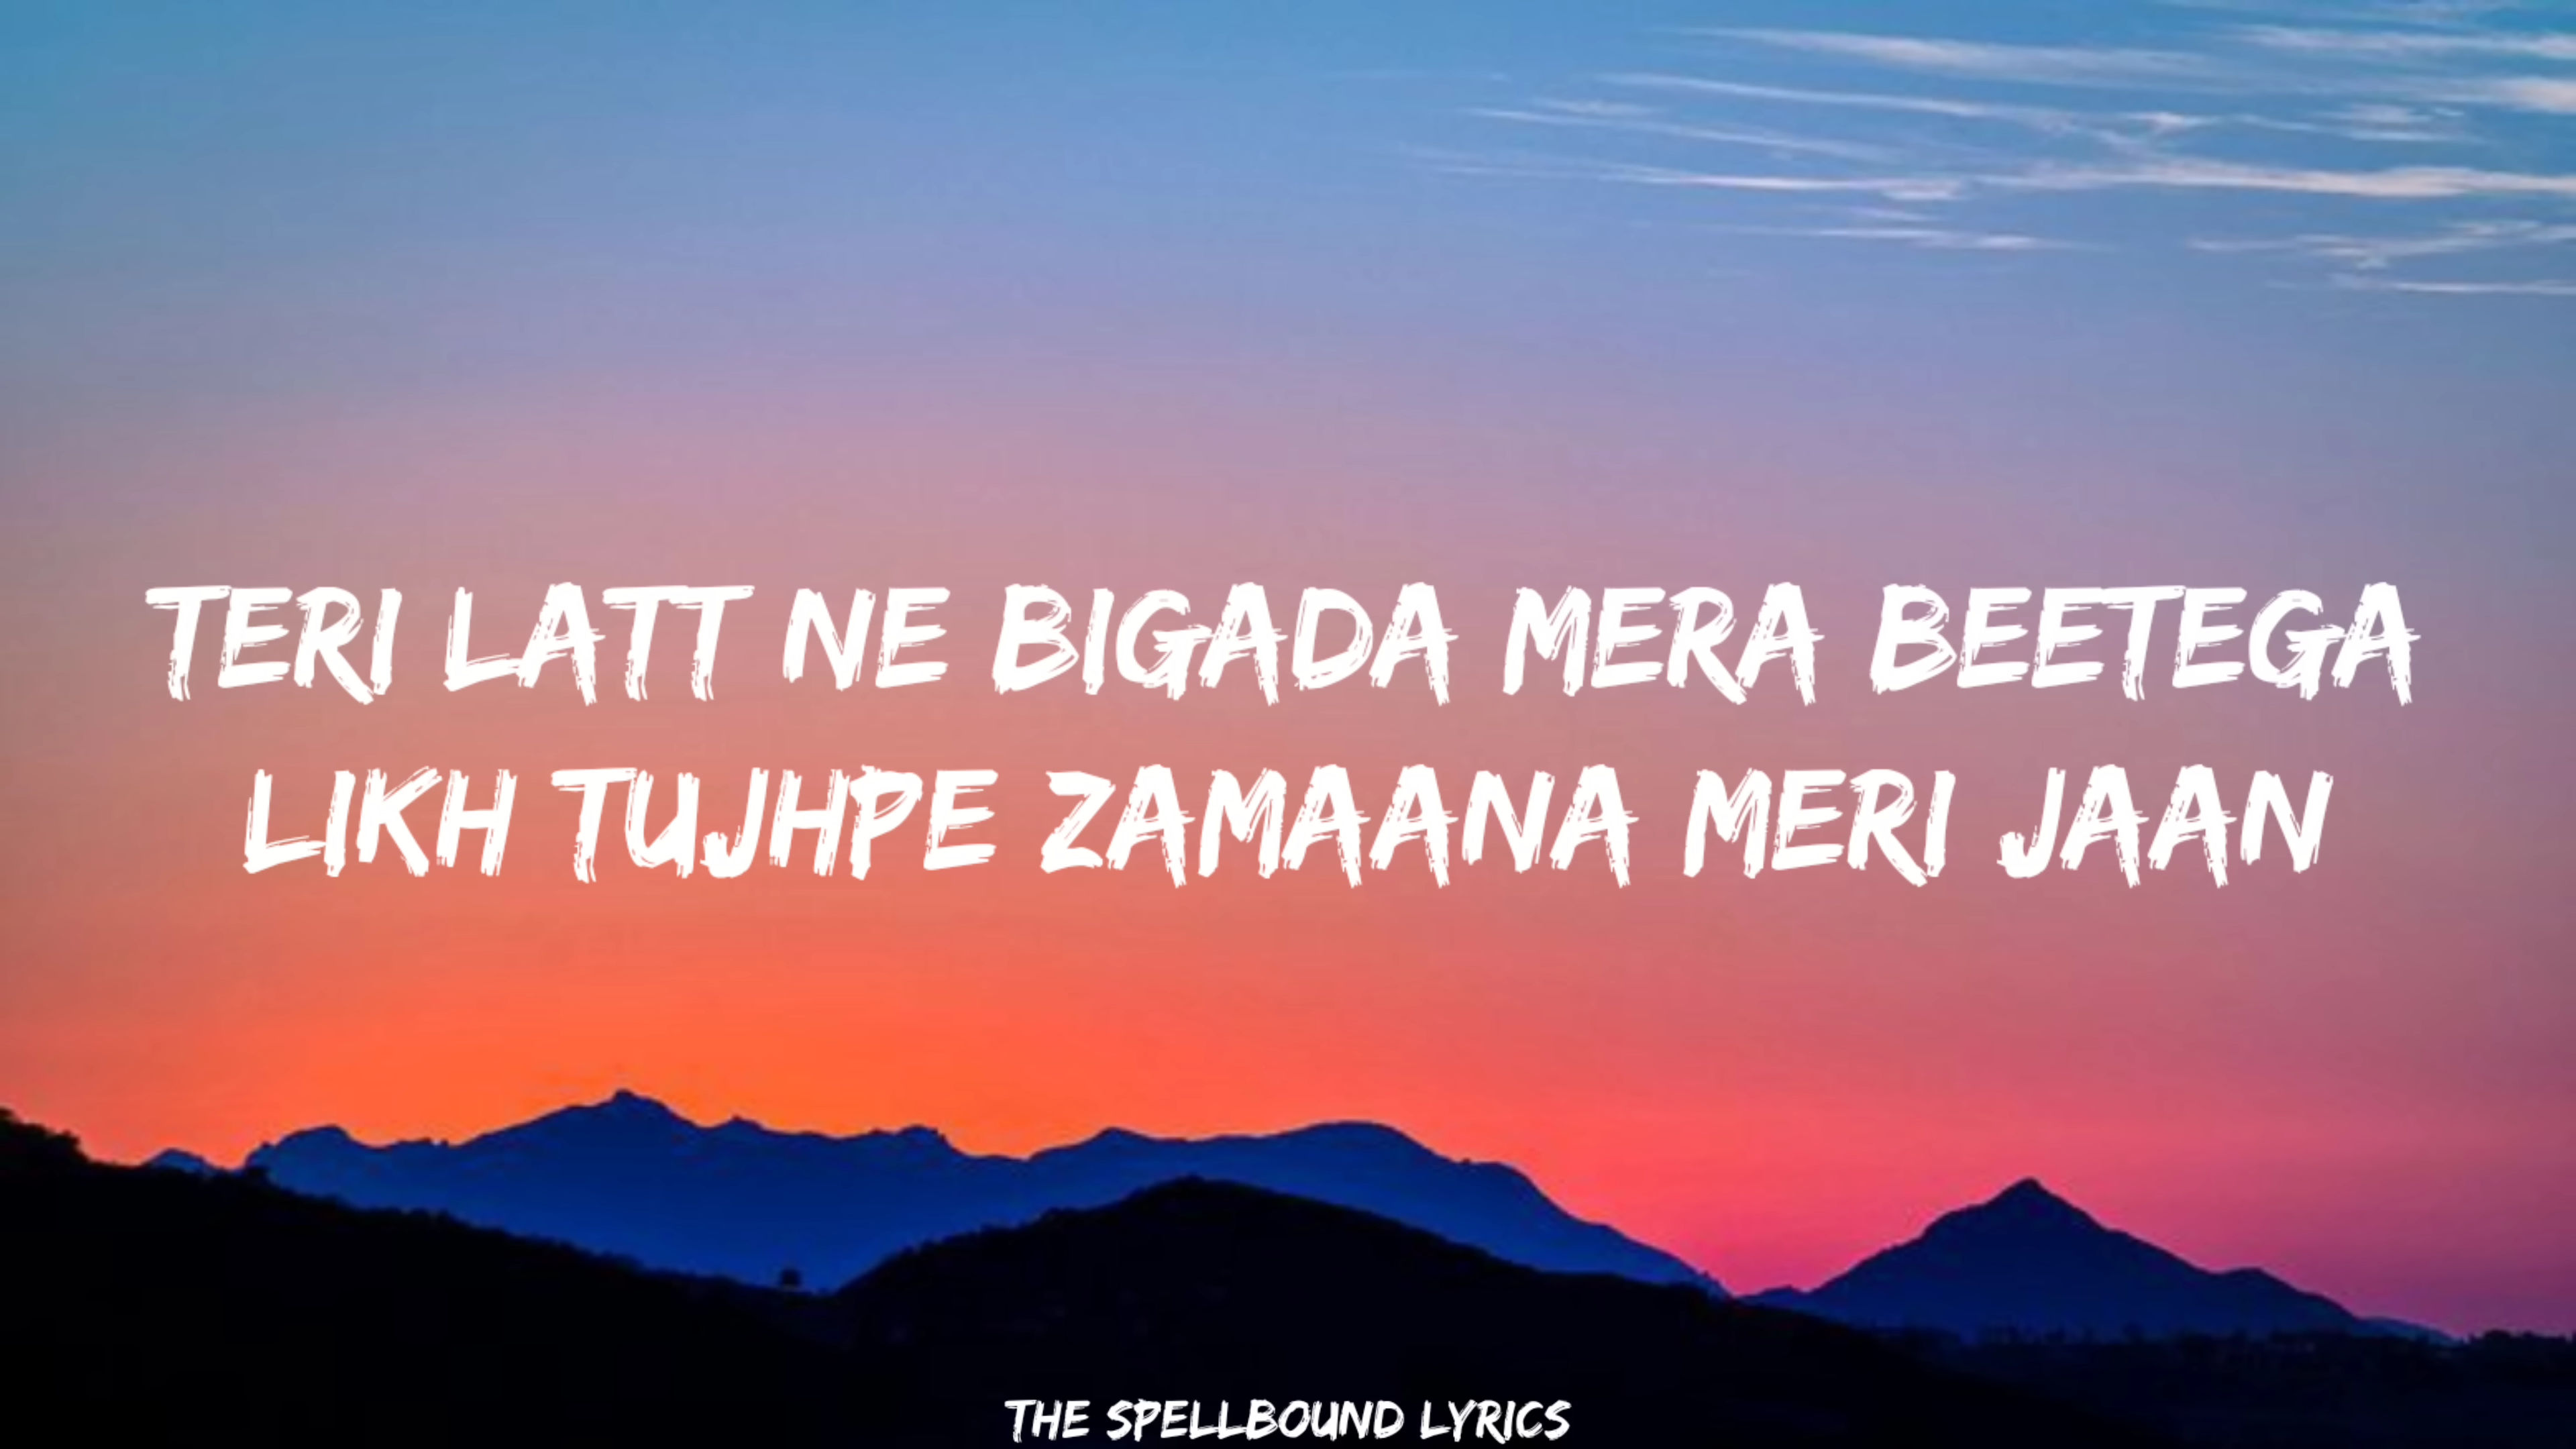 TERI LATT NE BIGADA MERA BEETEGA
LIKH TUJHPE ZAMAANA MERI JAAN
THE SPELLBOUND LYRICS